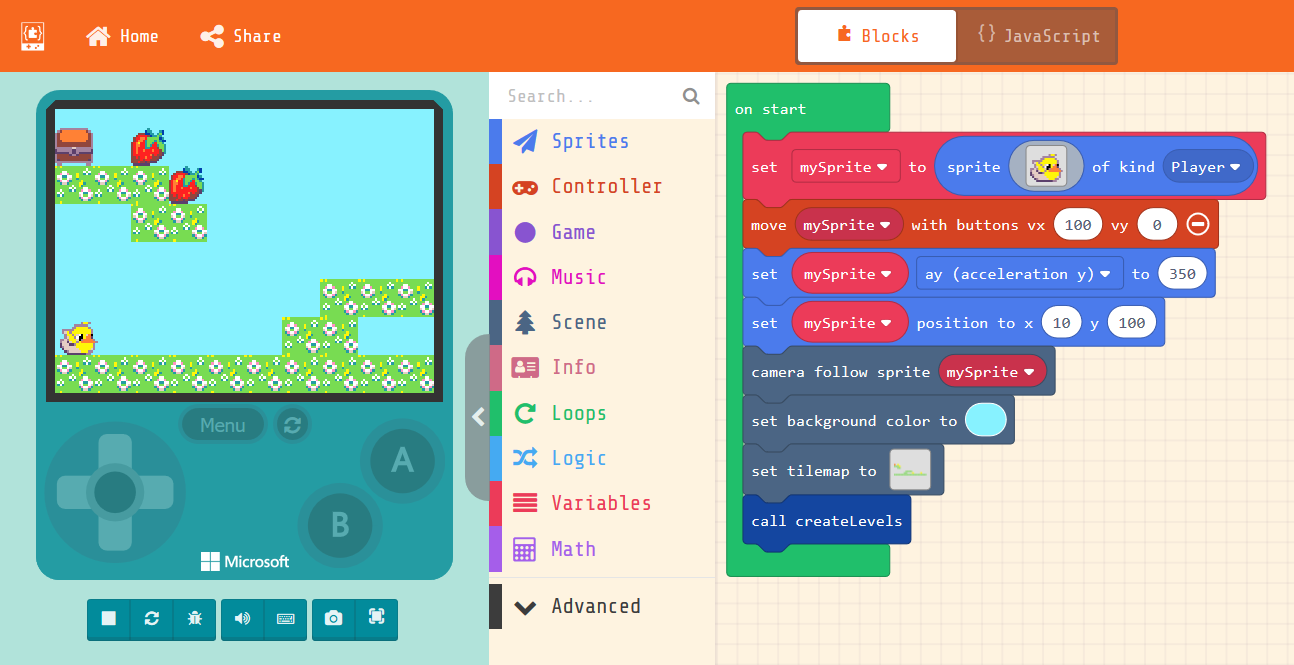 Home
Share
Blocks
{} JavaScript
Menu
A
B
Microsoft
Search...
Sprites
Controller
Game
Music
Scene
Info
Loops
Logic
Variables
Math
Advanced
on start
set mySprite to sprite of kind Player
move mySprite with buttons vx 100 vy 0
set mySprite ay (acceleration y) to 350
set mySprite position to x 10 y 100
camera follow sprite mySprite
set background color to
set tilemap to
call createLevels